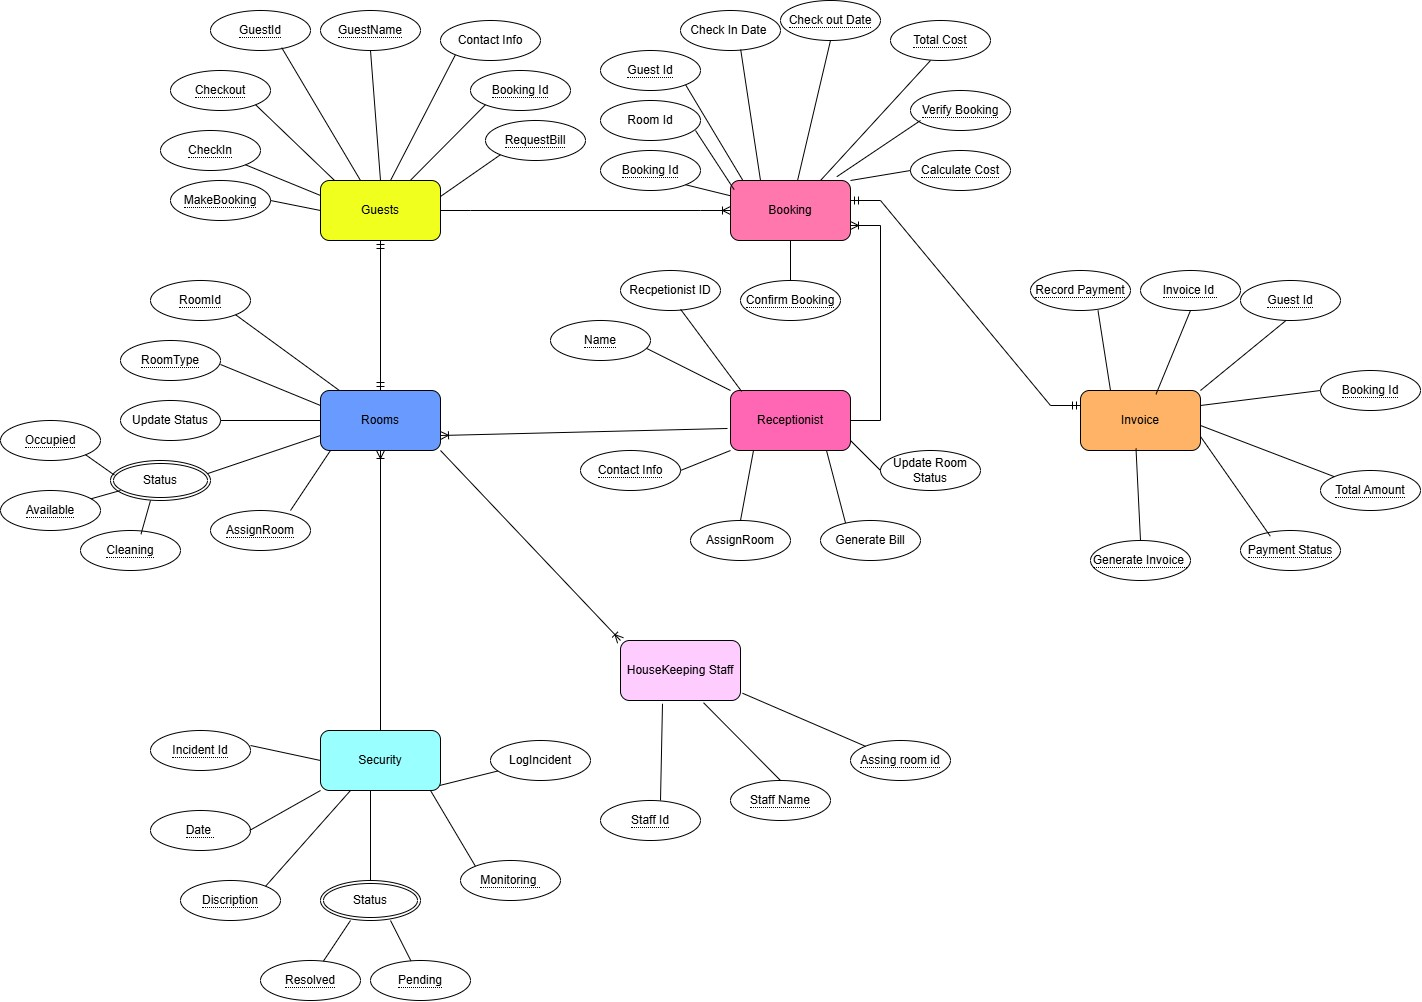 GuestId
GuestName
Contact Info
Checkout
Booking Id
CheckIn
RequestBill
MakeBooking
Guests
Check In Date
Check out Date
Total Cost
Guest Id
Verify Booking
Room Id
Booking Id
Calculate Cost
Booking
Confirm Booking
RoomId
RoomType
Update Status
Occupied
Status
Available
Cleaning
AssignRoom
Rooms
Recpetionist ID
Name
Receptionist
Contact Info
Update Room
Status
AssignRoom
Generate Bill
Record Payment
Invoice Id
Guest Id
Booking Id
Invoice
Total Amount
Payment Status
Generate Invoice
HouseKeeping Staff
Assing room id
Staff Name
Staff Id
Incident Id
Security
LogIncident
Date
Discription
Status
Monitoring
Resolved
Pending